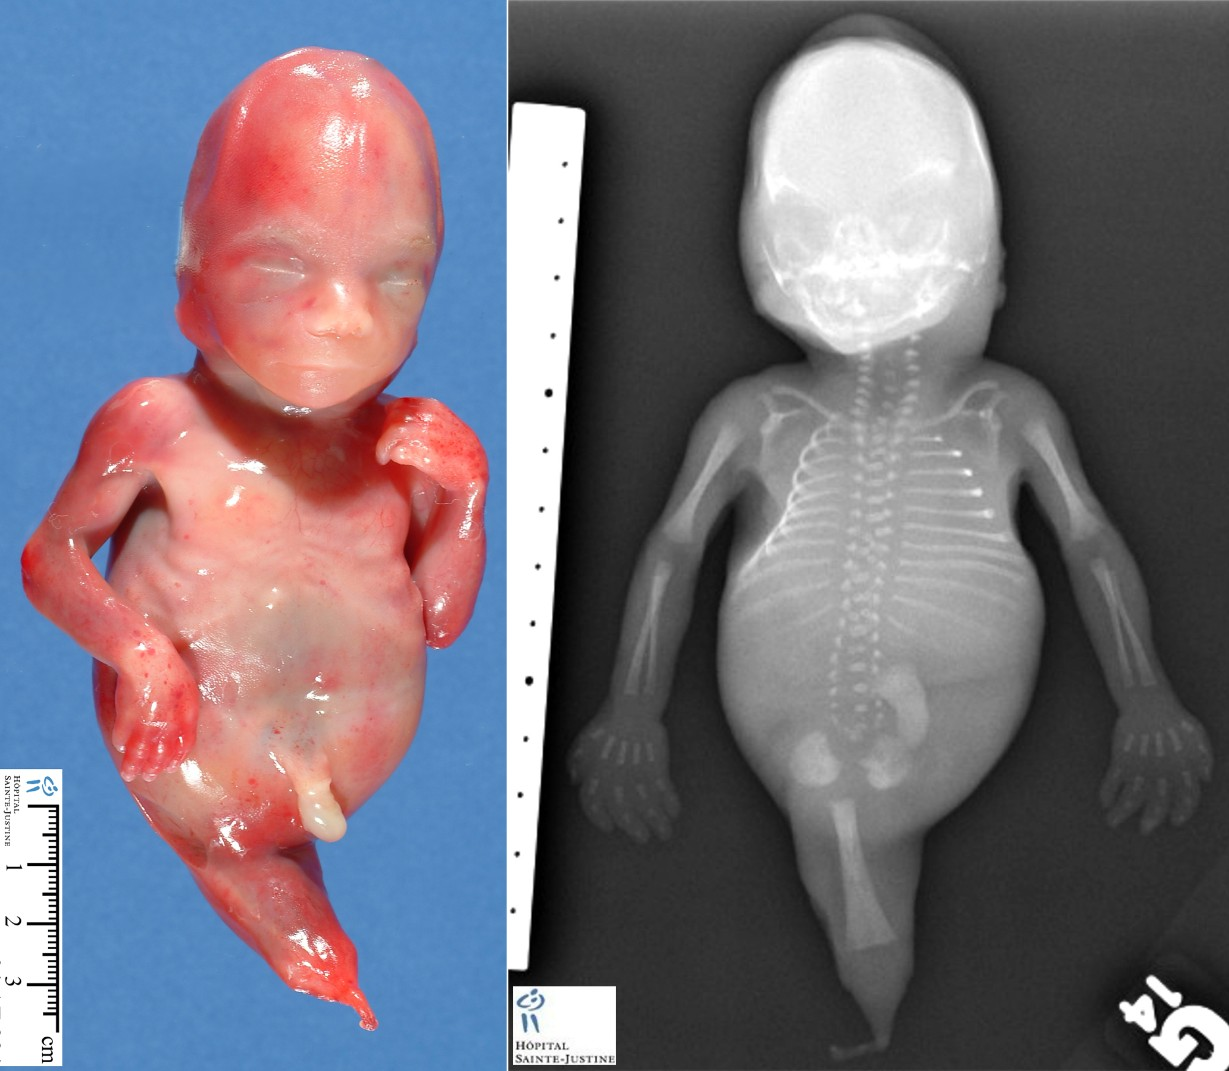 HÔPITAL
SAINTE-JUSTINE
1
2
3
cm
HÔPITAL
SAINTE-JUSTINE
14